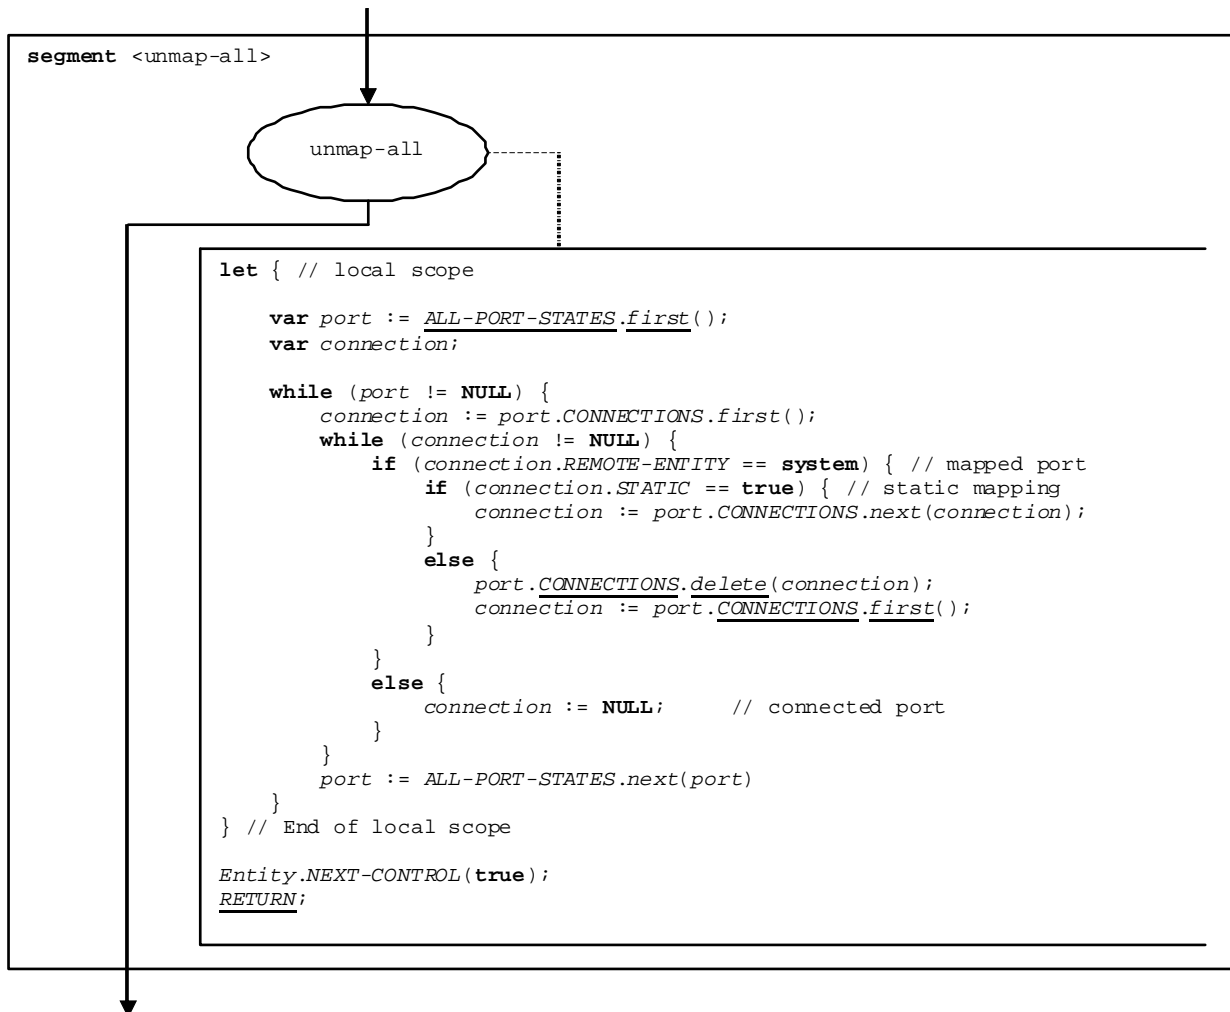 segment <unmap-all>
unmap-all
let { // local scope
var port := ALL-PORT-STATES.first();
var connection;
while (port != NULL) {
connection := port.CONNECTIONS.first();
while (connection != NULL) {
if (connection.REMOTE-ENTITY == system) { // mapped port
if (connection.STATIC == true) { // static mapping
connection := port.CONNECTIONS.next(connection);
}
else {
port.CONNECTIONS.delete(connection);
connection := port.CONNECTIONS.first();
}
}
else {
connection := NULL; // connected port
}
}
port := ALL-PORT-STATES.next(port)
}
} // End of local scope
Entity.NEXT-CONTROL(true);
RETURN;